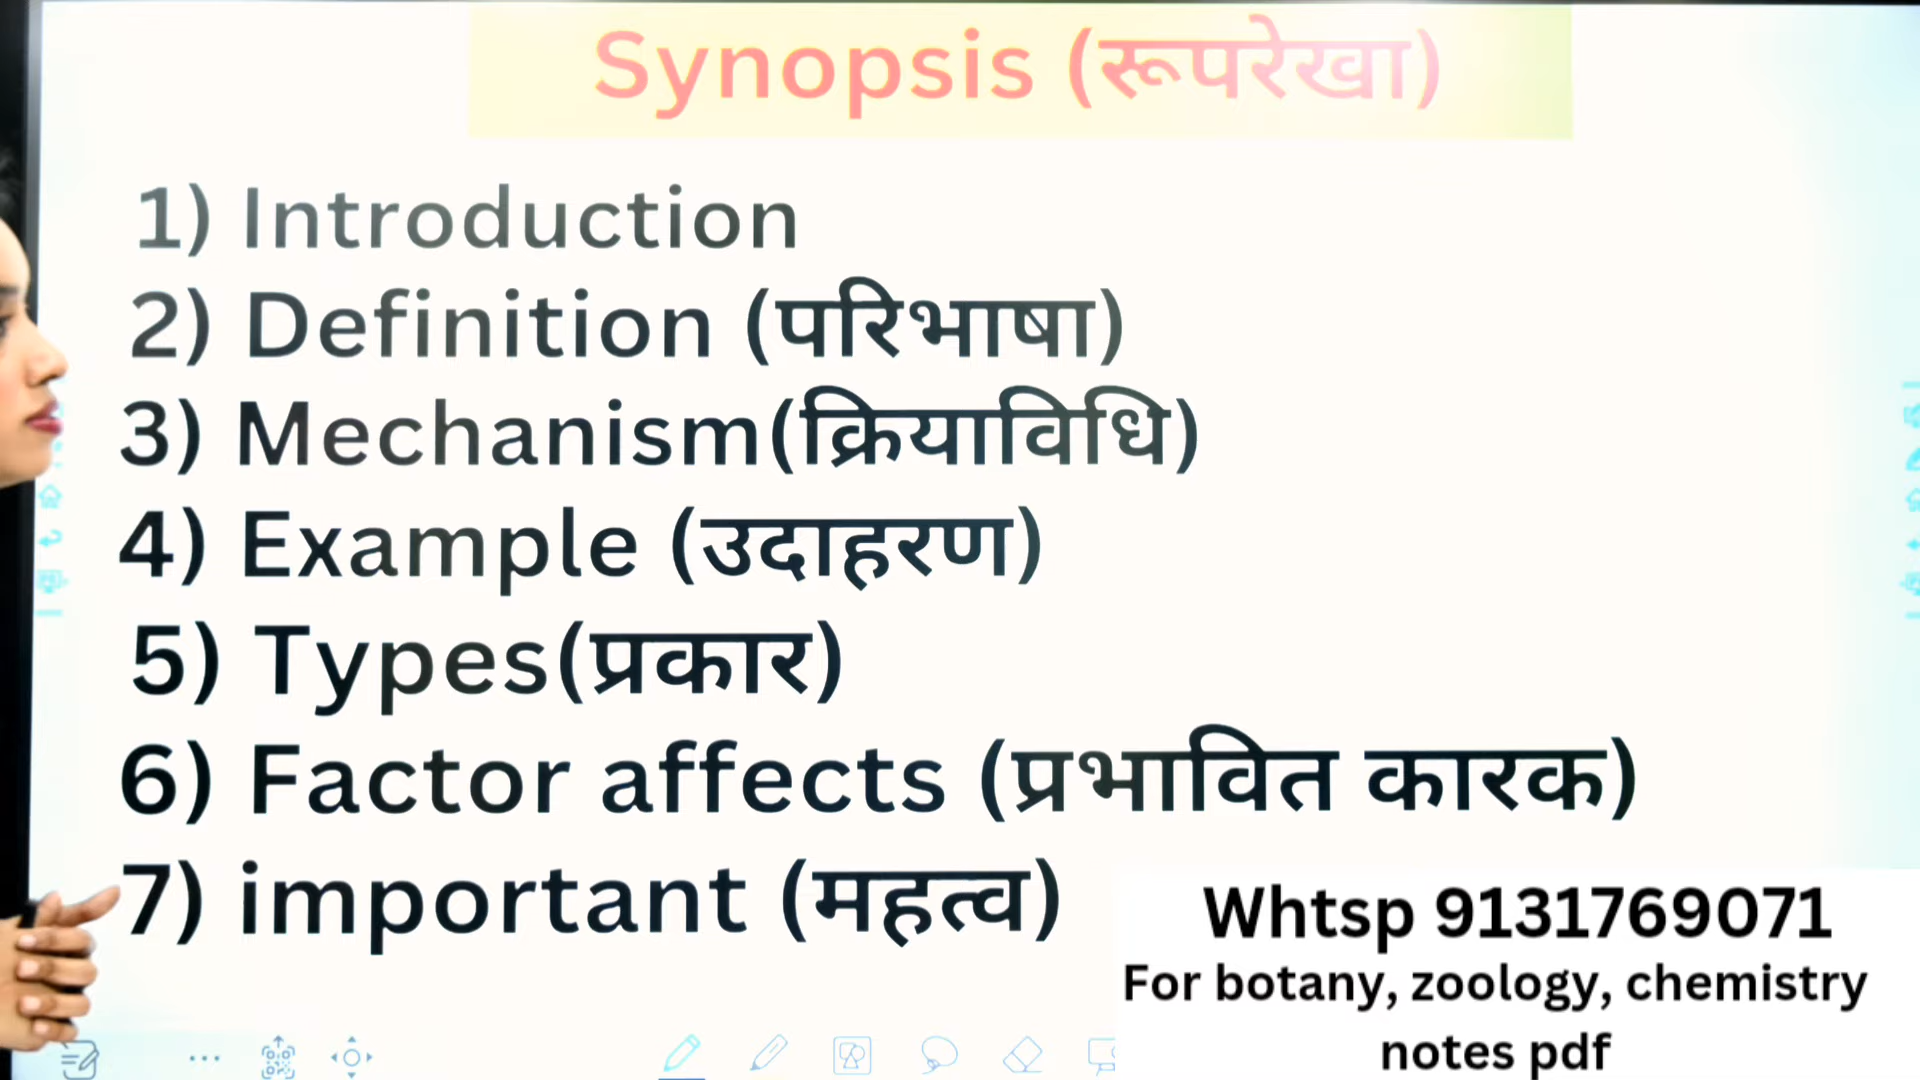 Synopsis (रूपरेखा)
1) Introduction
2) Definition (परिभाषा)
3) Mechanism(क्रियाविधि)
4) Example (उदाहरण)
5) Types(प्रकार)
6) Factor affects (प्रभावित कारक)
7) important (महत्व)
Whtsp 9131769071
For botany, zoology, chemistry
notes pdf